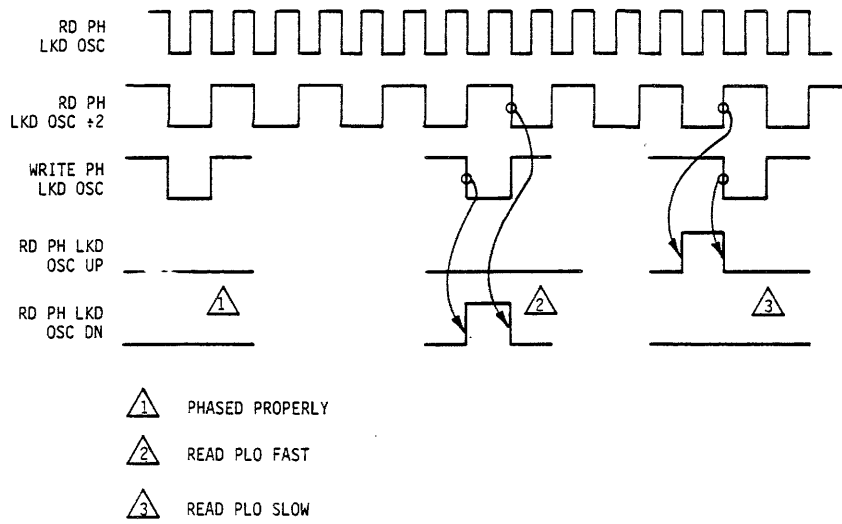 RD PH
LKD OSC
RD PH
LKD OSC ÷2
WRITE PH
LKD OSC
RD PH LKD
OSC UP
1
2
3
RD PH LKD
OSC DN
1 PHASED PROPERLY
2 READ PLO FAST
3 READ PLO SLOW